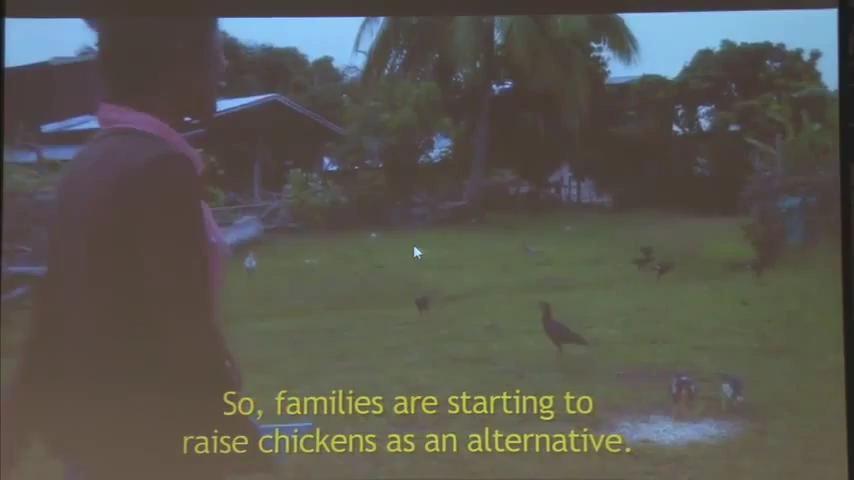 So, families are starting to
raise chickens as an alternative.